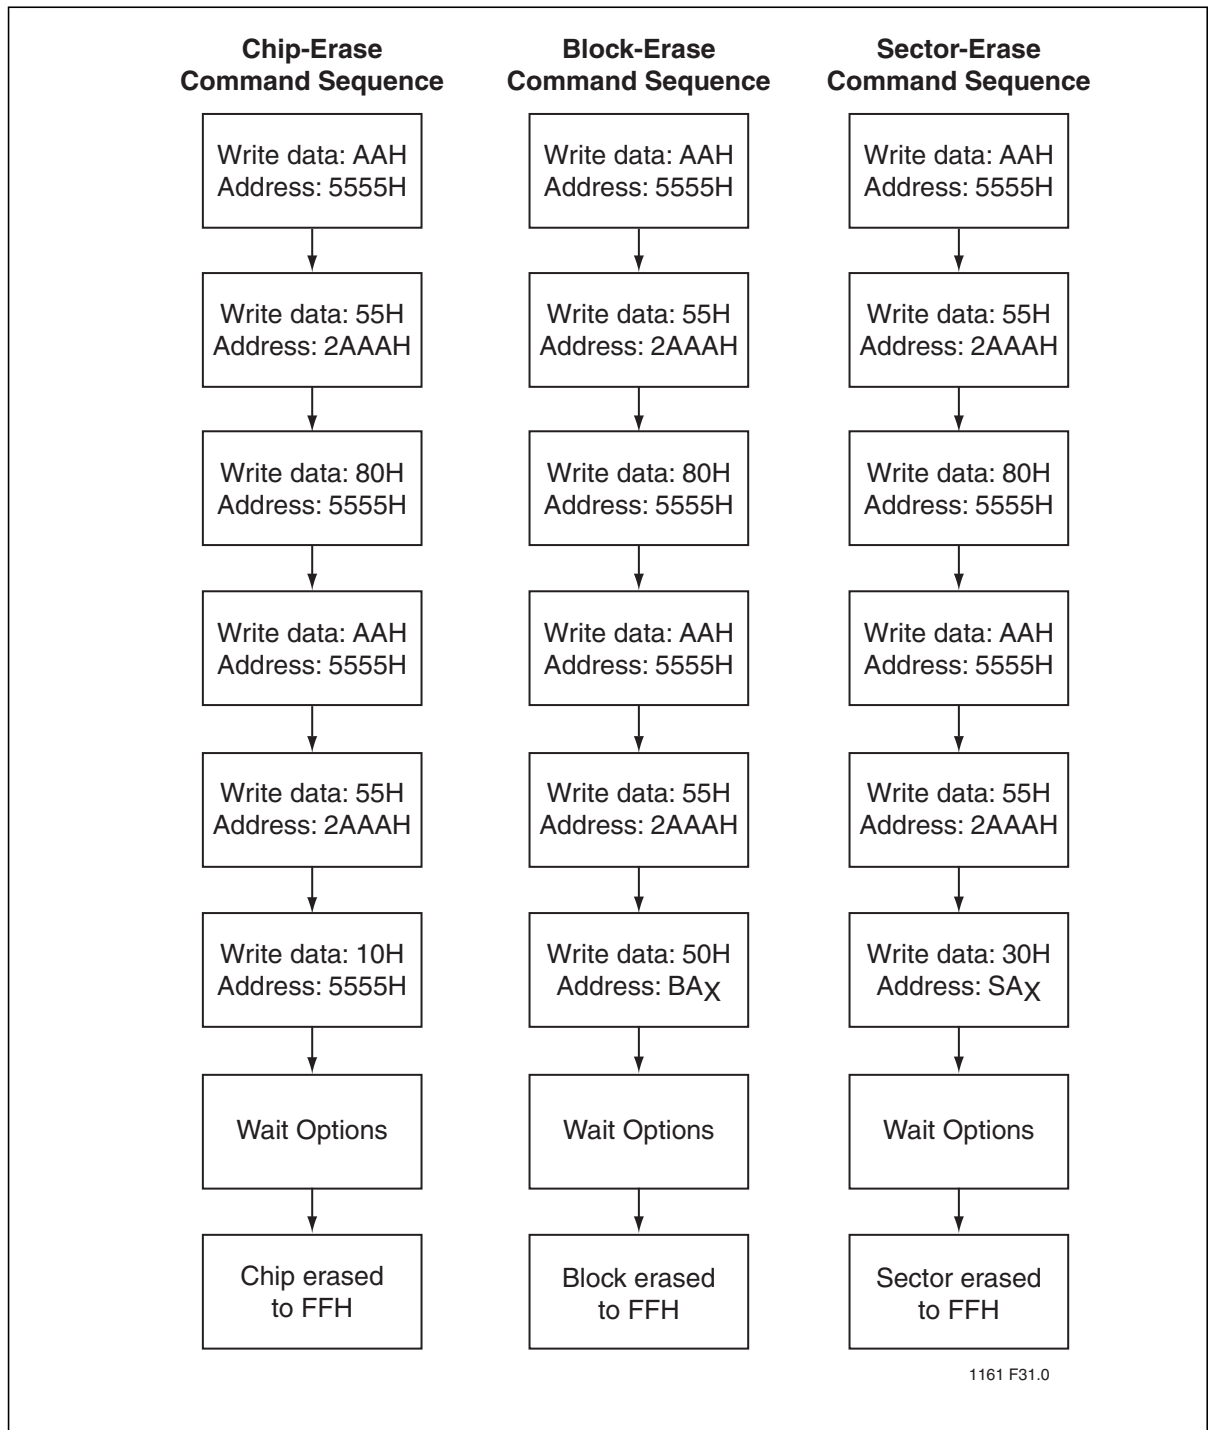 Chip-Erase
Command Sequence
Write data: AAH
Address: 5555H
Write data: 55H
Address: 2AAAH
Write data: 80H
Address: 5555H
Write data: AAH
Address: 5555H
Write data: 55H
Address: 2AAAH
Write data: 10H
Address: 5555H
Wait Options
Chip erased
to FFH
Block-Erase
Command Sequence
Write data: AAH
Address: 5555H
Write data: 55H
Address: 2AAAH
Write data: 80H
Address: 5555H
Write data: AAH
Address: 5555H
Write data: 55H
Address: 2AAAH
Write data: 50H
Address: BAX
Wait Options
Block erased
to FFH
Sector-Erase
Command Sequence
Write data: AAH
Address: 5555H
Write data: 55H
Address: 2AAAH
Write data: 80H
Address: 5555H
Write data: AAH
Address: 5555H
Write data: 55H
Address: 2AAAH
Write data: 30H
Address: SAX
Wait Options
Sector erased
to FFH
1161 F31.0